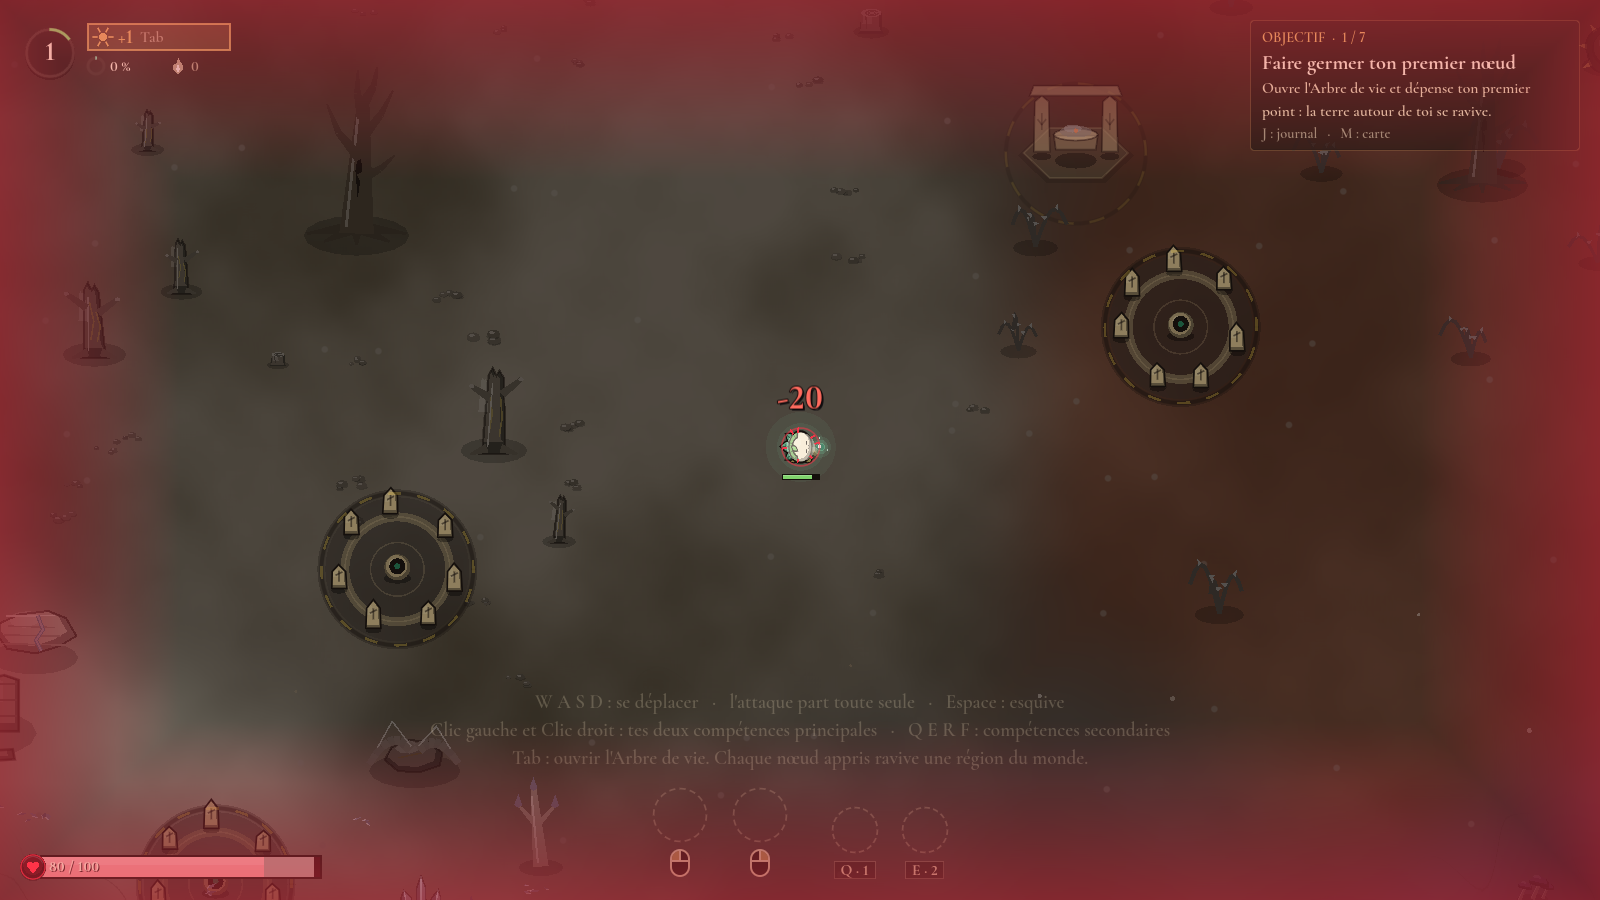 1
+1 Tab
0 %
0
OBJECTIF · 1 / 7
Faire germer ton premier nœud
Ouvre l'Arbre de vie et dépense ton premier
point : la terre autour de toi se ravive.
J : journal · M : carte
-20
W A S D : se déplacer · l'attaque part toute seule · Espace : esquive
Clic gauche et Clic droit : tes deux compétences principales · Q E R F : compétences secondaires
Tab : ouvrir l'Arbre de vie. Chaque nœud appris ravive une région du monde.
80 / 100
Q · 1
E · 2